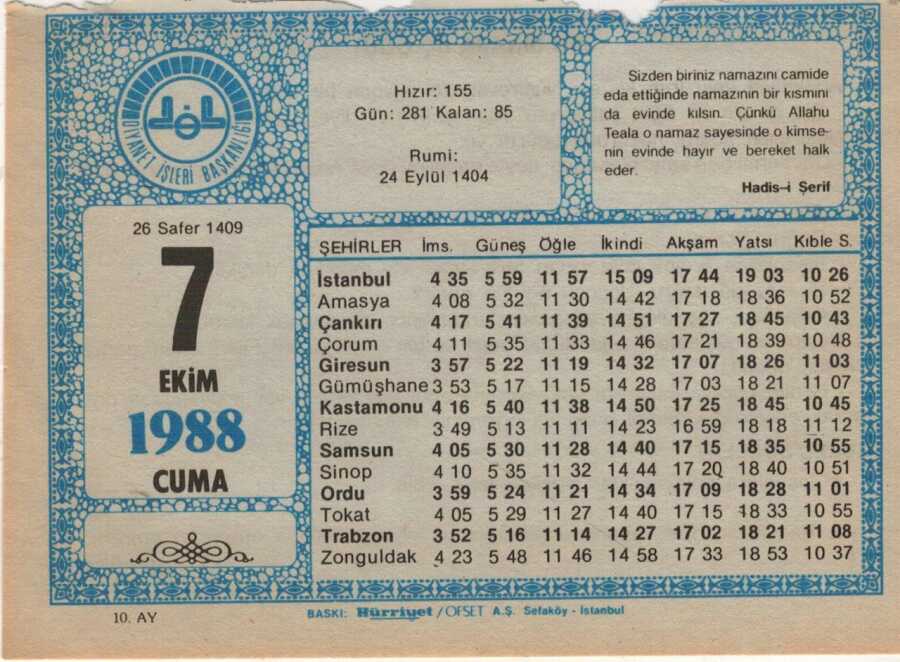 DİYANET İŞLERİ BAŞKANLIĞI
Hızır: 155
Gün: 281 Kalan: 85
Rumi:
24 Eylül 1404
Sizden biriniz namazını camide
eda ettiğinde namazının bir kısmını
da evinde kılsın. Çünkü Allahu
Teala o namaz sayesinde o kimse-
nin evinde hayır ve bereket halk
eder.
Hadis-i Şerif
26 Safer 1409
7
EKİM
1988
CUMA
ŞEHİRLER İms. Güneş Öğle İkindi Akşam Yatsı Kıble S.
İstanbul 4 35 5 59 11 57 15 09 17 44 19 03 10 26
Amasya 4 08 5 32 11 30 14 42 17 18 18 36 10 52
Çankırı 4 17 5 41 11 39 14 51 17 27 18 45 10 43
Çorum 4 11 5 35 11 33 14 46 17 21 18 39 10 48
Giresun 3 57 5 22 11 19 14 32 17 07 18 26 11 03
Gümüşhane 3 53 5 17 11 15 14 28 17 03 18 21 11 07
Kastamonu 4 16 5 40 11 38 14 50 17 25 18 45 10 45
Rize 3 49 5 13 11 11 14 23 16 59 18 18 11 12
Samsun 4 05 5 30 11 28 14 40 17 15 18 35 10 55
Sinop 4 10 5 35 11 32 14 44 17 20 18 40 10 51
Ordu 3 59 5 24 11 21 14 34 17 09 18 28 11 01
Tokat 4 05 5 29 11 27 14 40 17 15 18 33 10 55
Trabzon 3 52 5 16 11 14 14 27 17 02 18 21 11 08
Zonguldak 4 23 5 48 11 46 14 58 17 33 18 53 10 37
10. AY
BASKI: Hürriyet / OFSET A.Ş. Sefaköy - İstanbul